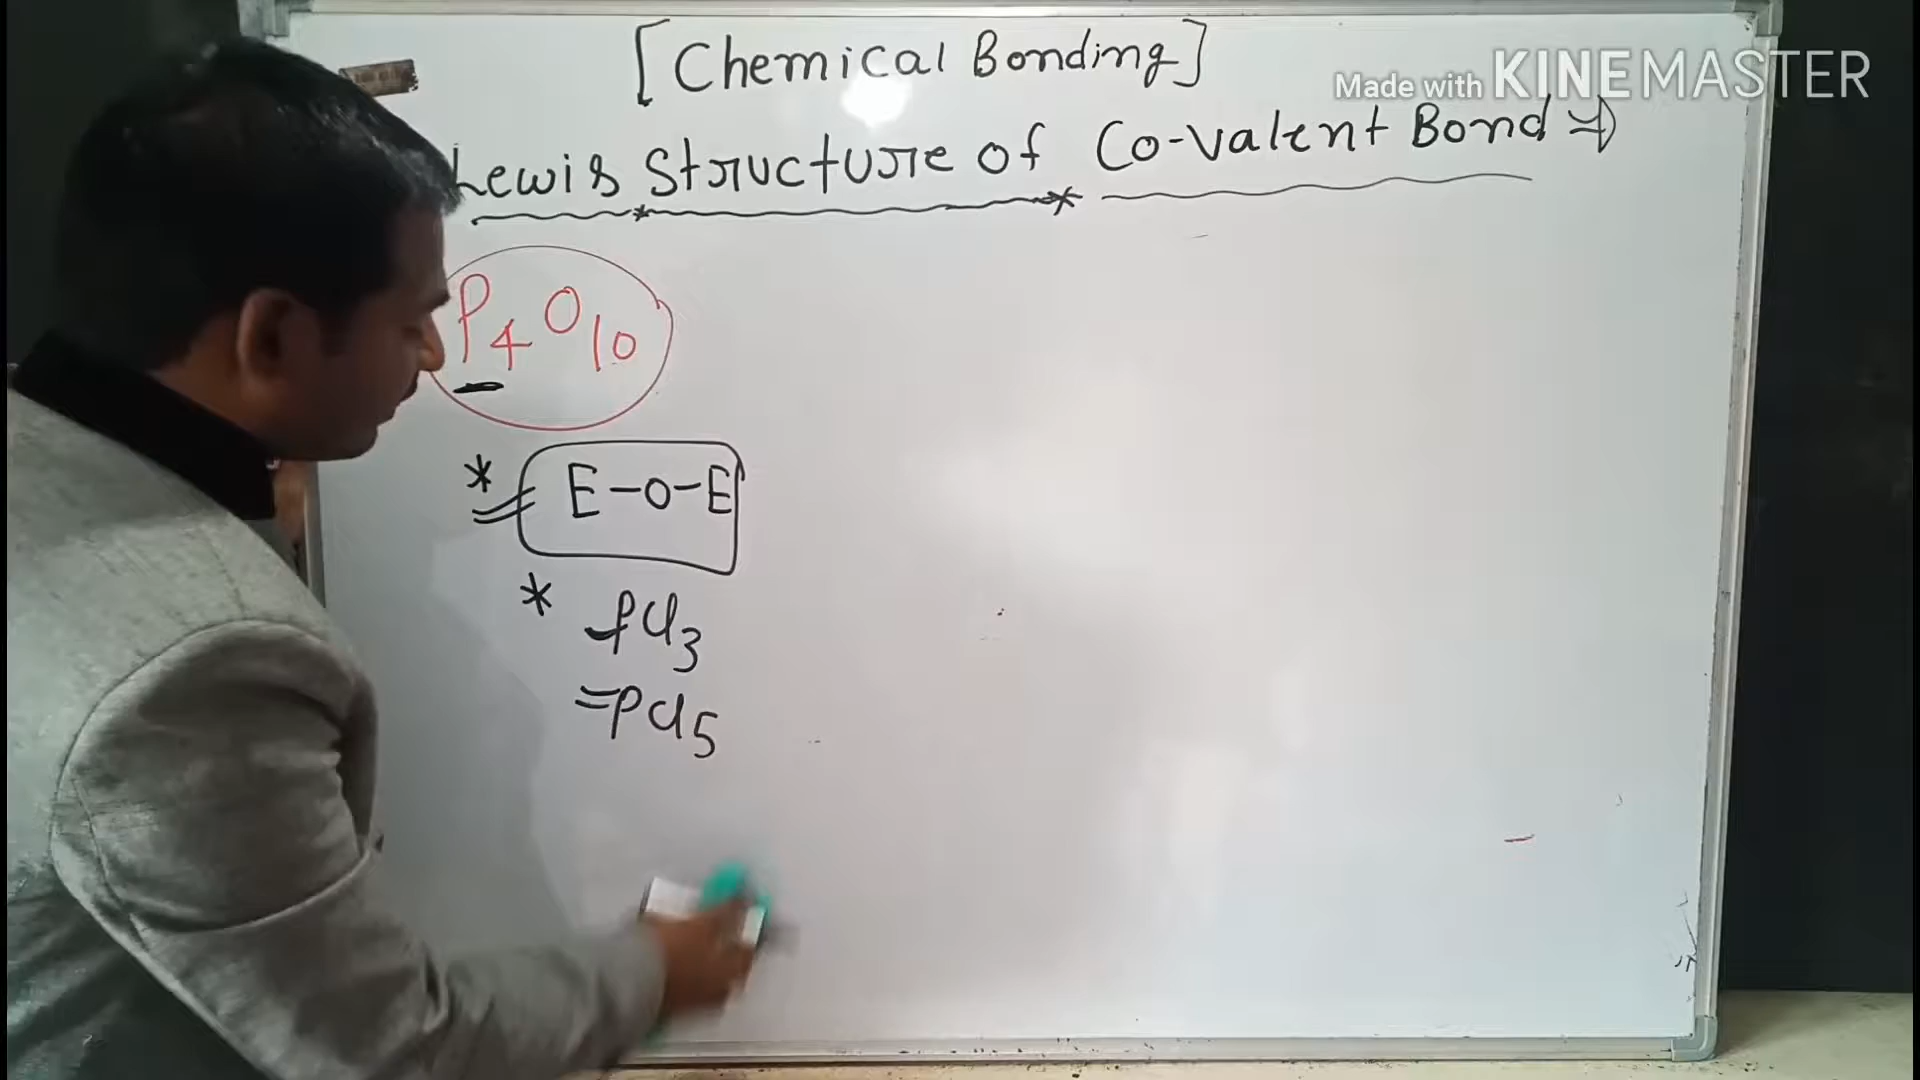 [Chemical Bonding]
Made with KINEMASTER
Lewis Structure of Co-valent Bond ⇒
P4O10
* E-O-E
* PCl3
=PCl5